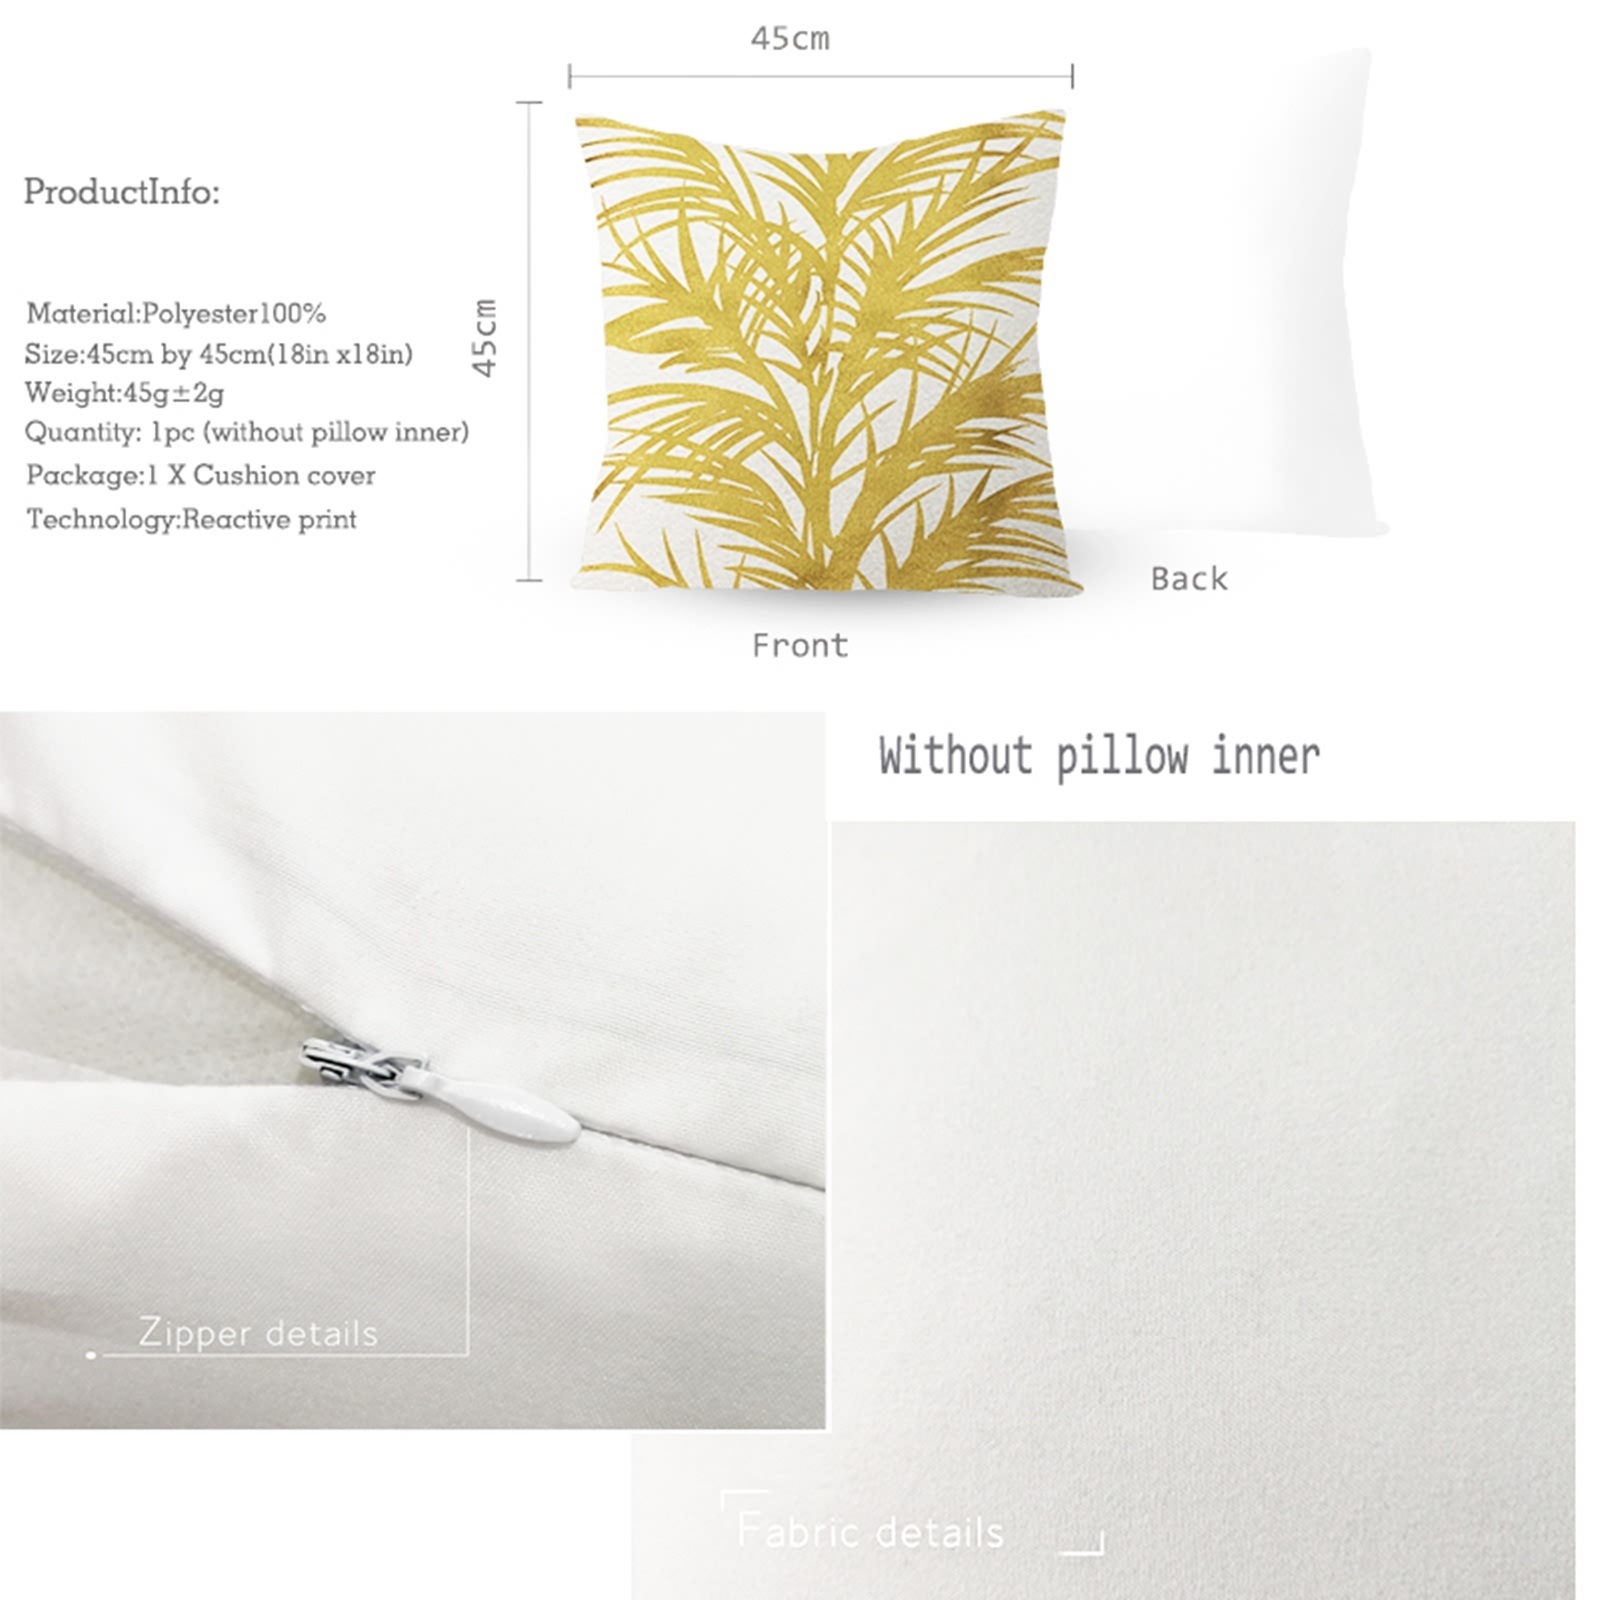 45cm
45cm
ProductInfo:
Material:Polyester100%
Size:45cm by 45cm(18in x18in)
Weight:45g±2g
Quantity: 1pc (without pillow inner)
Package:1 X Cushion cover
Technology:Reactive print
Back
Front
Without pillow inner
Zipper details
Fabric details